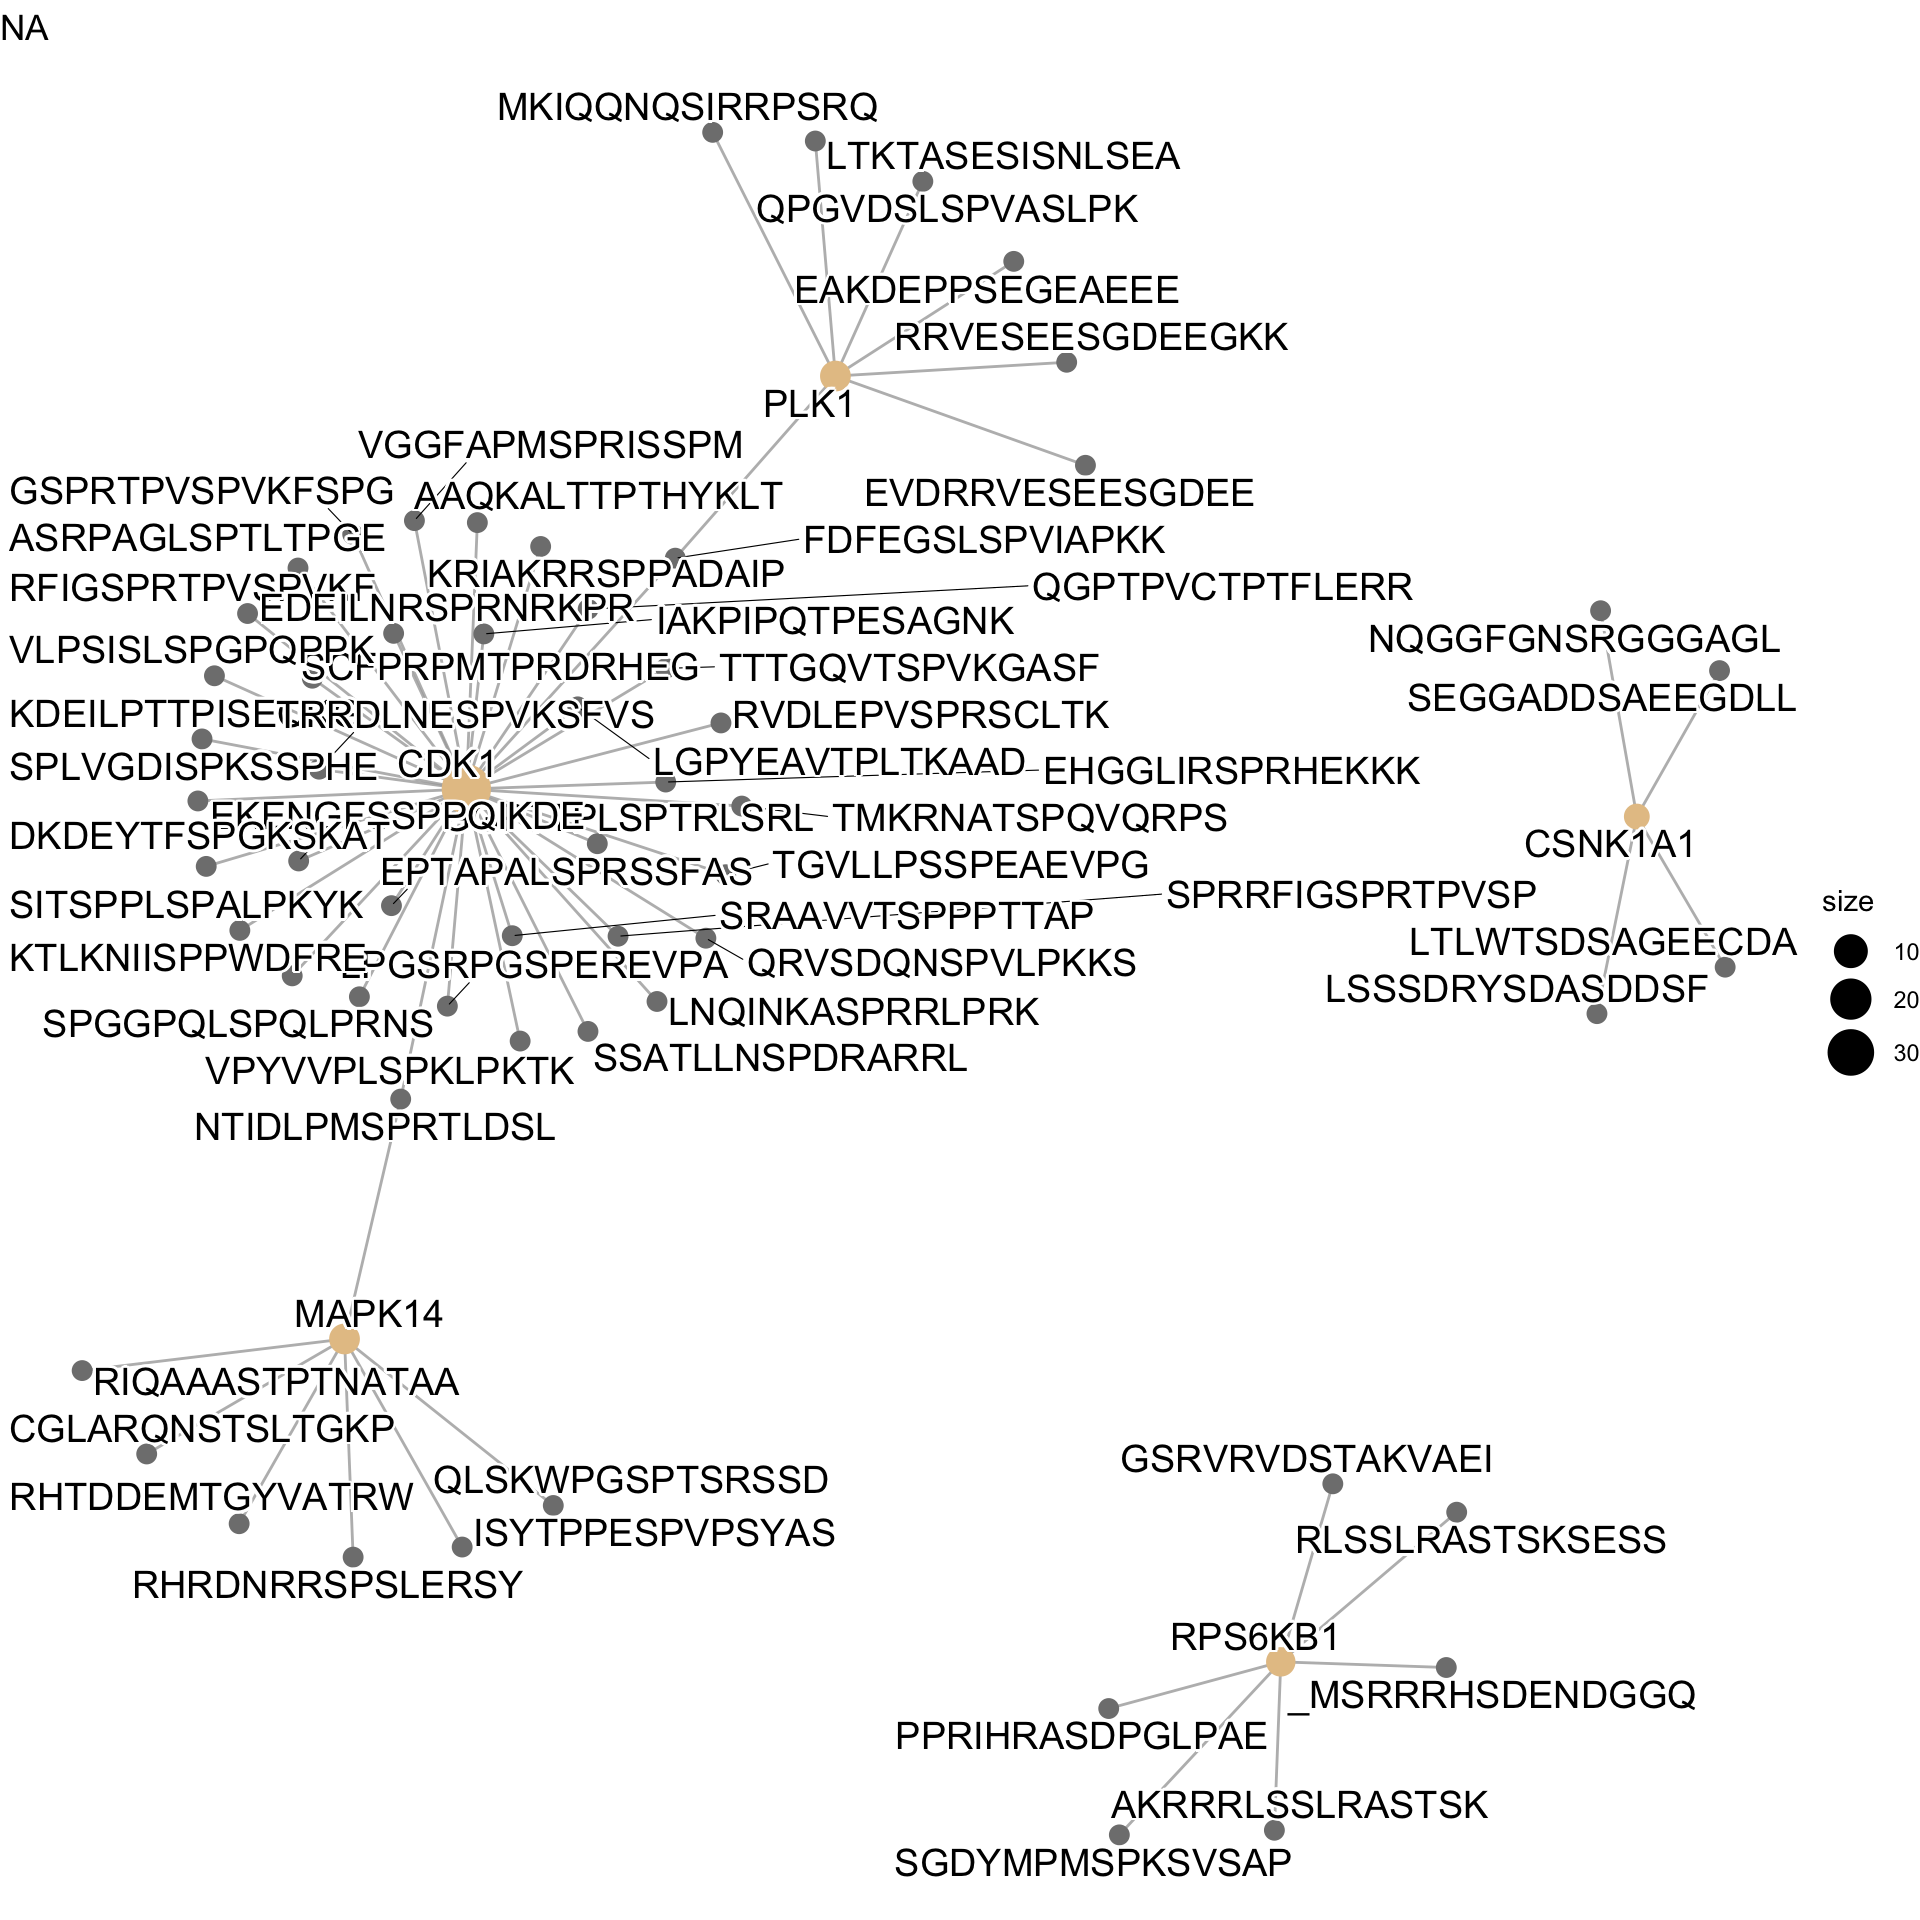 NA
MKIQQNQSIRRPSRQ
LTKTASESISNLSEA
QPGVDSLSPVASLPK
EAKDEPPSEGEAEEE
RRVESEESGDEEGKK
PLK1
VGGFAPMSPRISSPM
GSPRTPVSPVKFSPG
AAQKALTTPTHYKLT
EVDRRVESEESGDEE
ASRPAGLSPTLTPGE
FDFEGSLSPVIAPKK
KRIAKRRSPPADAIP
RFIGSPRTPVSPVKF
QGPTPVCTPTFLERR
EDEILNRSPRNRKPR
IAKPIPQTPESAGNK
NQGGFGNSRGGGAGL
VLPSISLSPGPQPPK
SCFPRPMTPRDRHEG
TTTGQVTSPVKGASF
SEGGADDSAEEGDLL
RVDLEPVSPRSCLTK
SPLVGDISPKSSPHE
CDK1
LGPYEAVTPLTKAAD
EHGGLIRSPRHEKKK
TMKRNATSPQVQRPS
DKDEYTFSPGKSKAT
CSNK1A1
EPTAPALSPRSSFAS
TGVLLPSSPEAEVPG
SPRRFIGSPRTPVSP
size
SITSPPLSPALPKYK
SRAAVVTSPPPTTAP
LTLWTSDSAGEECDA
10
KTLKNIISPPWDFRE
QRVSDQNSPVLPKKS
LSSSDRYSDASDDSF
20
SPGGPQLSPQLPRNS
LNQINKASPRRLPRK
30
VPYVVPLSPKLPKTK
SSATLLNSPDRARRL
NTIDLPMSPRTLDSL
MAPK14
RIQAAASTPTNATAA
CGLARQNSTSLTGKP
RHTDDEMTGYVATRW
QLSKWPGSPTSRSSD
ISYTPPESPVPSYAS
RHRDNRRSPSLERSY
GSRVRVDSTAKVAEI
RLSSLRASTSKSESS
RPS6KB1
_MSRRRHSDENDGGQ
PPRIHRASDPGLPAE
AKRRRLSSLRASTSK
SGDYMPMSPKSVSAP